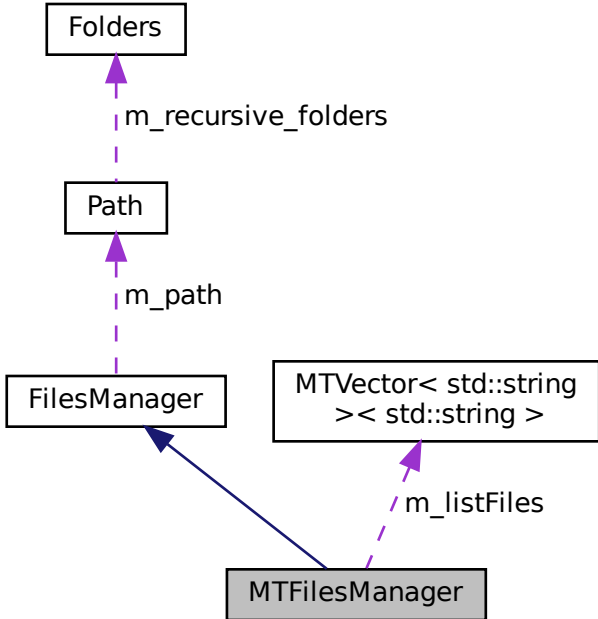 Folders
m_recursive_folders
Path
m_path
FilesManager
MTVector< std::string
>< std::string >
m_listFiles
MTFilesManager